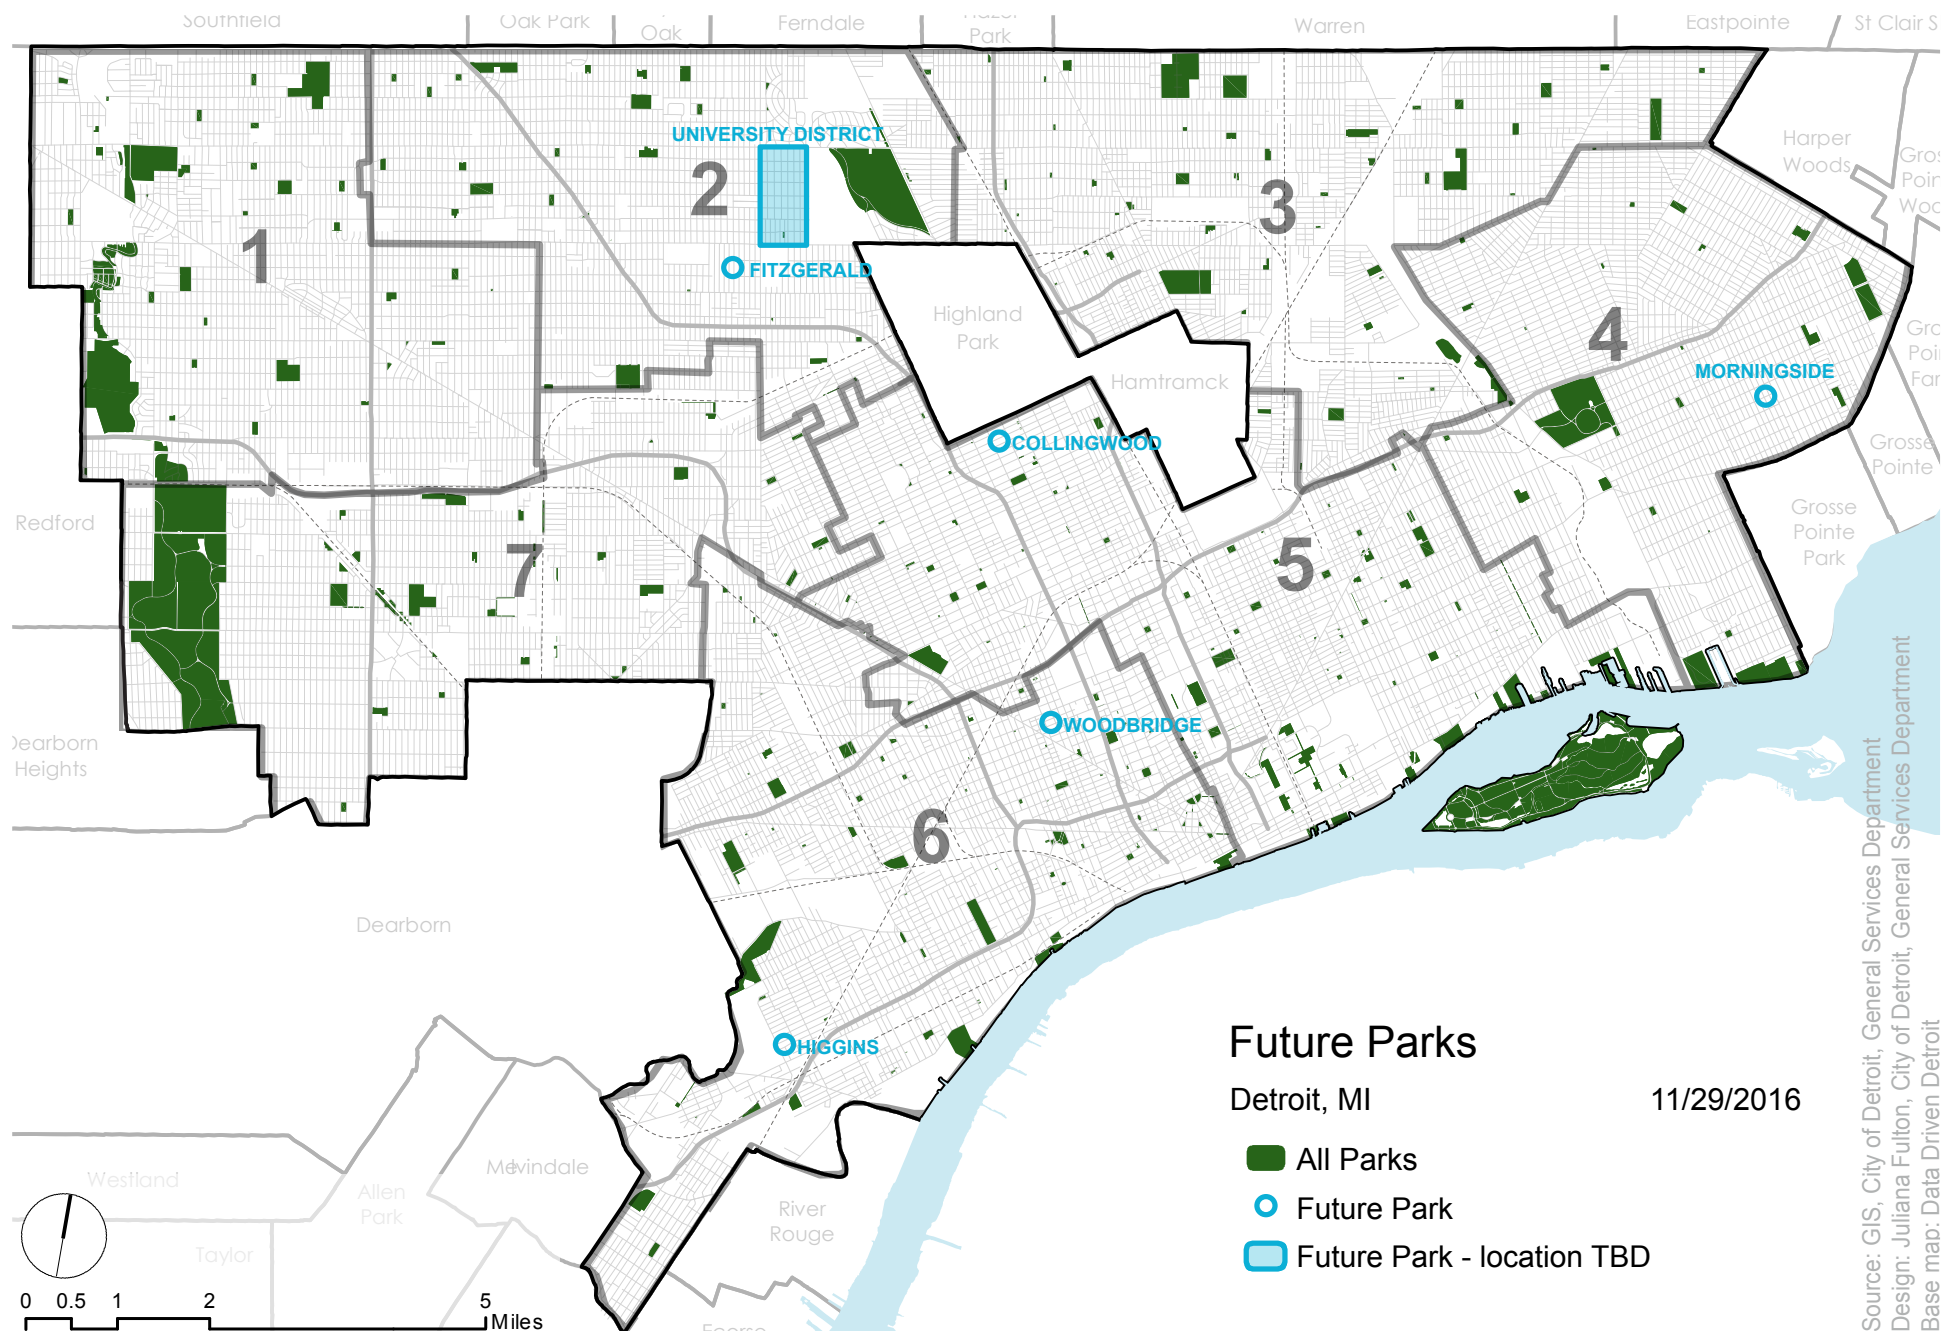 Southfield
Oak Park
Oak
Ferndale
Park
Warren
Eastpointe
St Clair S
UNIVERSITY DISTRICT
Harper
Woods
2
3
1
FITZGERALD
Highland
Park
4
MORNINGSIDE
Hamtramck
COLLINGWOOD
Grosse
Pointe
Redford
Grosse
Pointe
Park
7
5
WOODBRIDGE
Dearborn
Heights
6
Dearborn
HIGGINS
Future Parks
Detroit, MI
11/29/2016
All Parks
Future Park
Future Park - location TBD
Westland
Allen
Park
Melvindale
River
Rouge
Taylor
0 0.5 1 2 5
Miles
Source: GIS, City of Detroit, General Services Department
Design: Juliana Fulton, City of Detroit, General Services Department
Base map: Data Driven Detroit